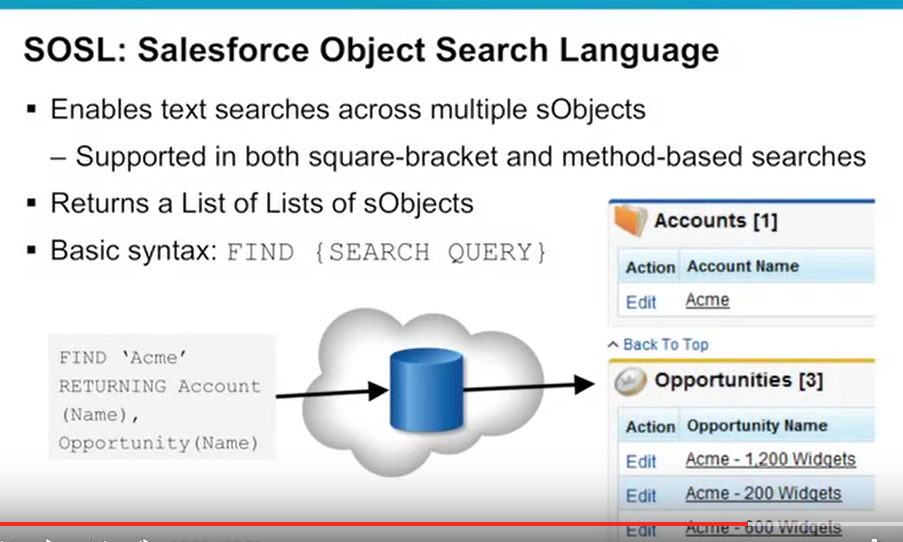 SOSL: Salesforce Object Search Language
▪ Enables text searches across multiple sObjects
– Supported in both square-bracket and method-based searches
▪ Returns a List of Lists of sObjects
▪ Basic syntax: FIND {SEARCH QUERY}
FIND ‘Acme’
RETURNING Account
(Name),
Opportunity(Name)
Accounts [1]
Action Account Name
Edit Acme
Back To Top
Opportunities [3]
Action Opportunity Name
Edit Acme - 1,200 Widgets
Edit Acme - 200 Widgets
Edit Acme - 600 Widgets